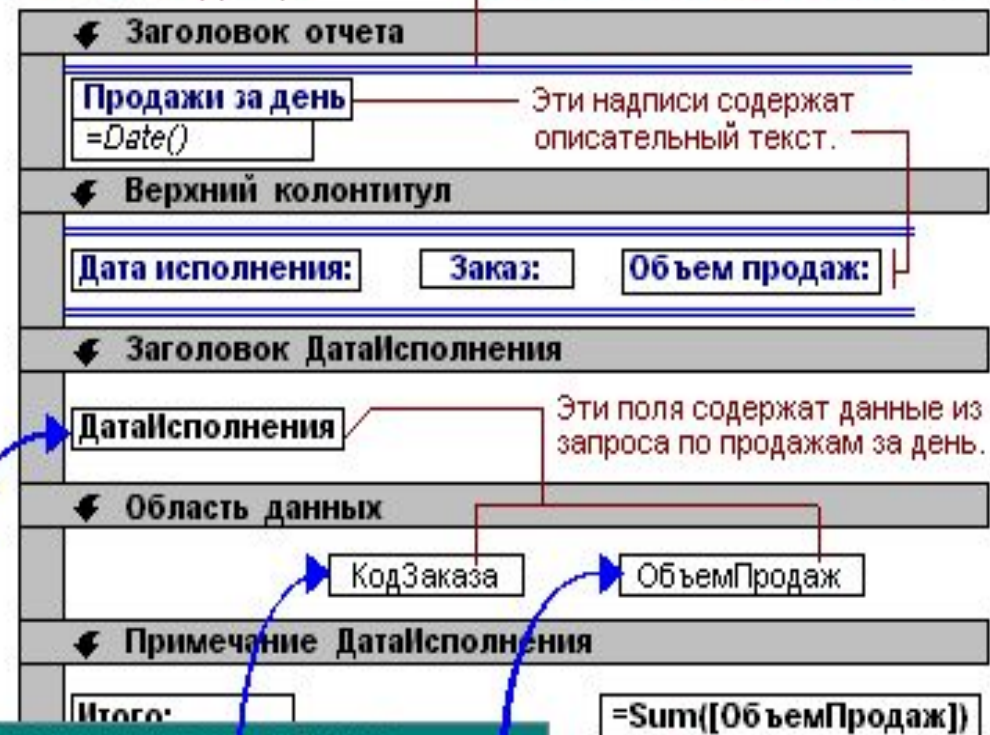 Заголовок отчета
Продажи за день
=Date()
Эти надписи содержат
описательный текст.
Верхний колонтитул
Дата исполнения:
Заказ:
Объем продаж:
Заголовок ДатаИсполнения
ДатаИсполнения
Эти поля содержат данные из
запроса по продажам за день.
Область данных
КодЗаказа
ОбъемПродаж
Примечание ДатаИсполнения
Итого:
=Sum([ОбъемПродаж])